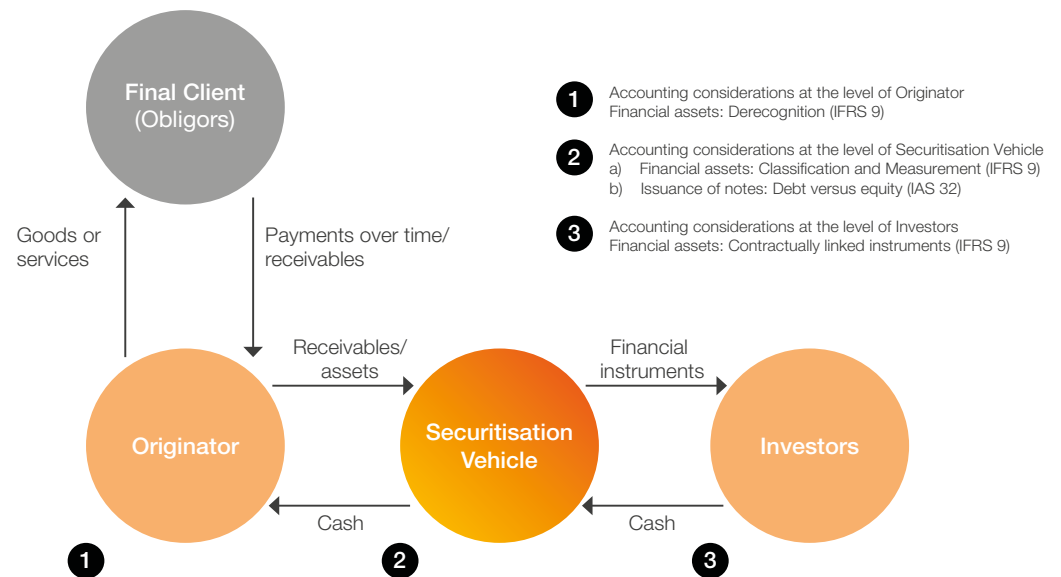 Final Client
(Obligors)
1
Accounting considerations at the level of Originator
Financial assets: Derecognition (IFRS 9)
2
Accounting considerations at the level of Securitisation Vehicle
a) Financial assets: Classification and Measurement (IFRS 9)
b) Issuance of notes: Debt versus equity (IAS 32)
3
Accounting considerations at the level of Investors
Financial assets: Contractually linked instruments (IFRS 9)
Goods or
services
Payments over time/
receivables
Receivables/
assets
Financial
instruments
Originator
Securitisation
Vehicle
Investors
Cash
Cash
1
2
3